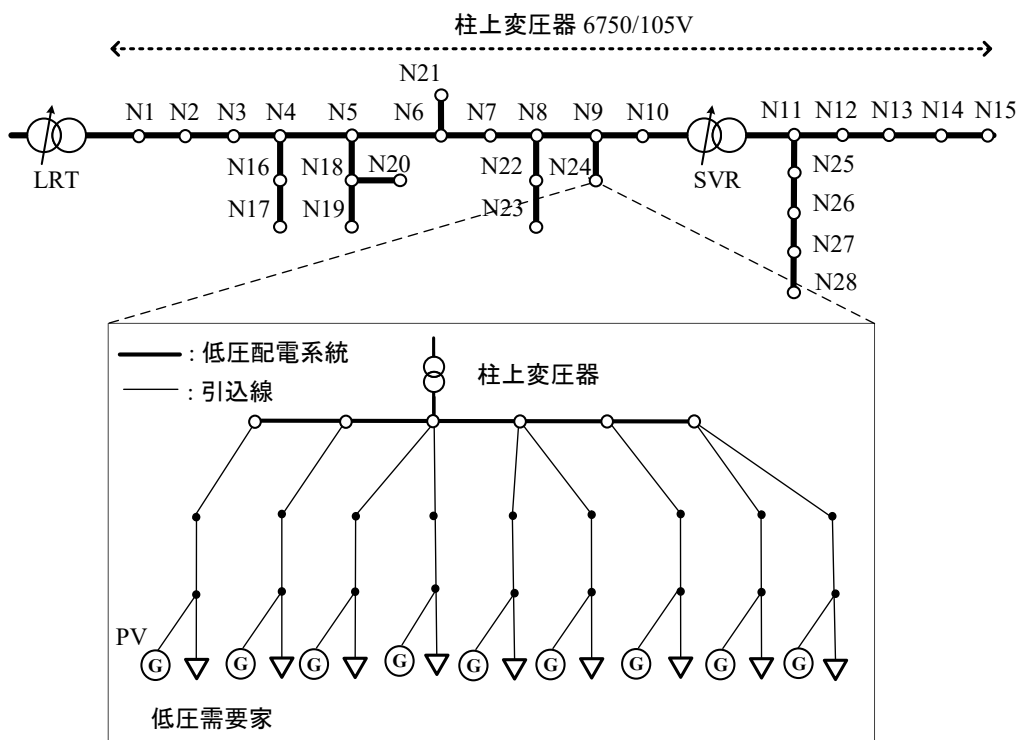 柱上変圧器 6750/105V
N21
N1 N2 N3 N4 N5 N6 N7 N8 N9 N10 N11 N12 N13 N14 N15
LRT
N16 N18 N20 N22 N24 SVR N25
N17 N19 N23 N26
N27
N28
: 低圧配電系統
: 引込線
柱上変圧器
PV
G G G G G G G G G
低圧需要家